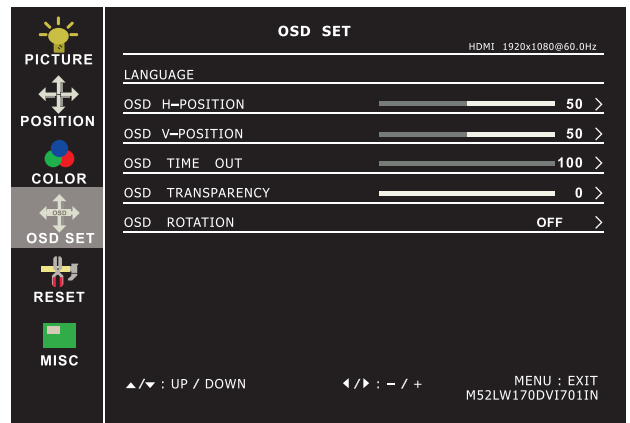 PICTURE
POSITION
COLOR
OSD
OSD SET
RESET
MISC
OSD SET
HDMI 1920x1080@60.0Hz
LANGUAGE
OSD H-POSITION 50 >
OSD V-POSITION 50 >
OSD TIME OUT 100 >
OSD TRANSPARENCY 0 >
OSD ROTATION OFF >
▲/▼ : UP / DOWN ◀/▶ : - / + MENU : EXIT
M52LW170DVI701IN